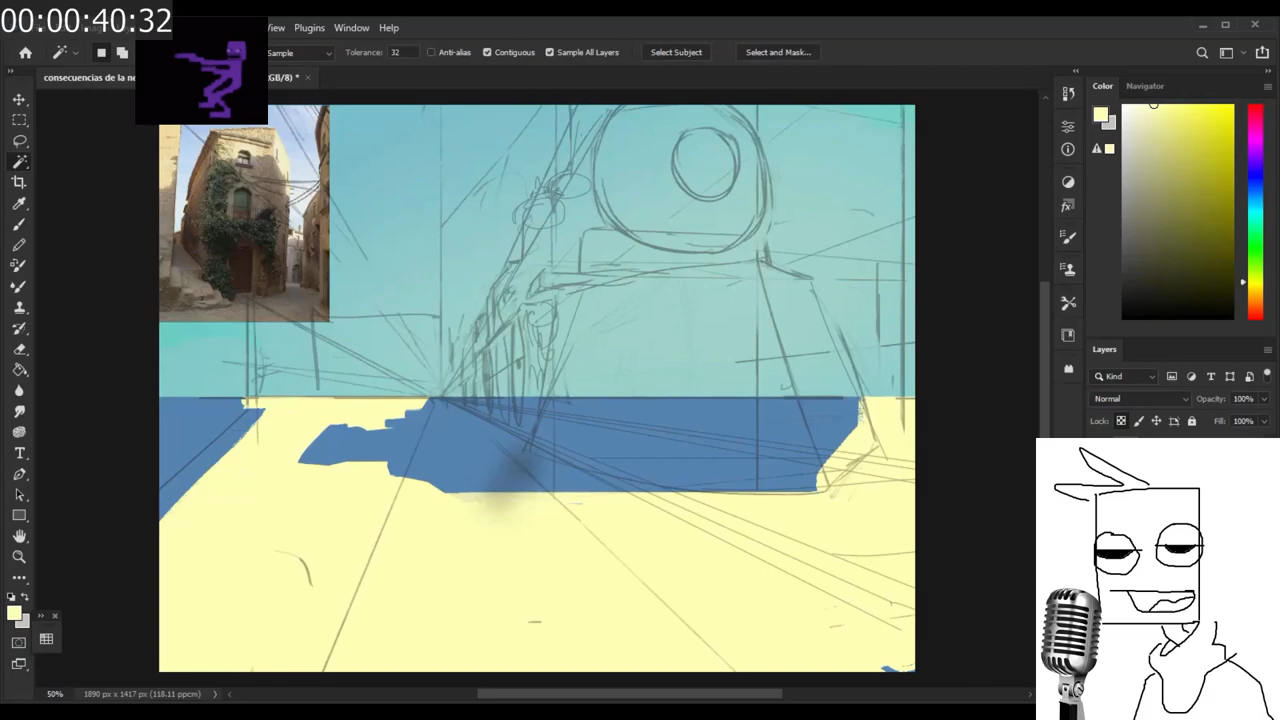 00:00:40:32
View Plugins Window Help
Sample Tolerance: 32 Anti-alias Contiguous Sample All Layers Select Subject Select and Mask...
consecuencias de la ne GB/8) *
Color Navigator
Layers
Kind
Normal Opacity: 100%
Lock: Fill: 100%
50% 1890 px x 1417 px (118.11 ppcm)